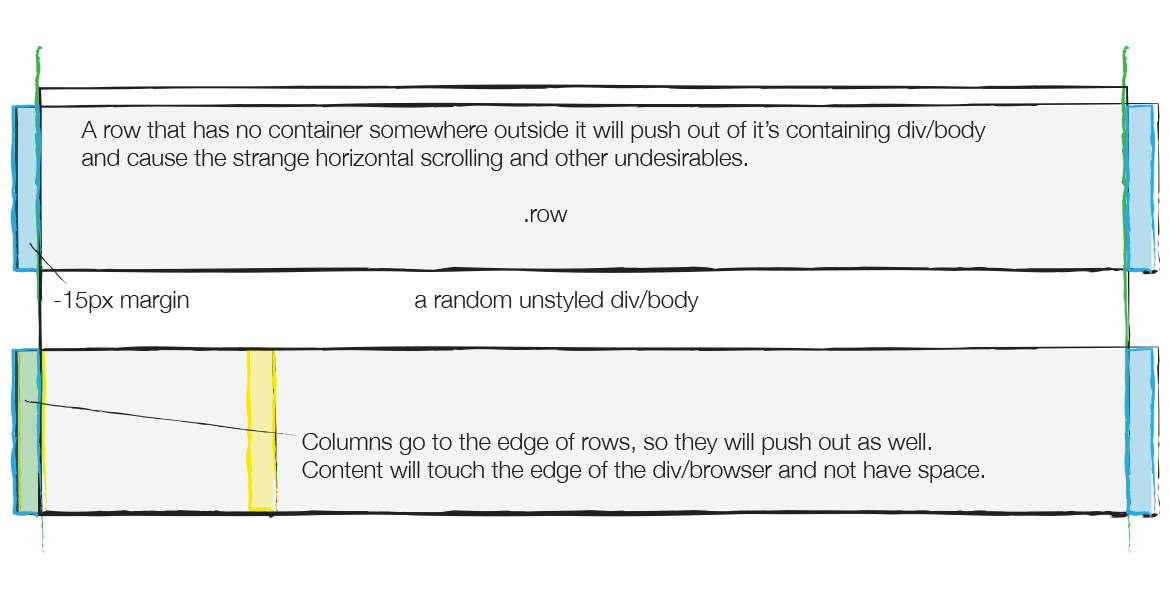 A row that has no container somewhere outside it will push out of it’s containing div/body
and cause the strange horizontal scrolling and other undesirables.
.row
-15px margin
a random unstyled div/body
Columns go to the edge of rows, so they will push out as well.
Content will touch the edge of the div/browser and not have space.